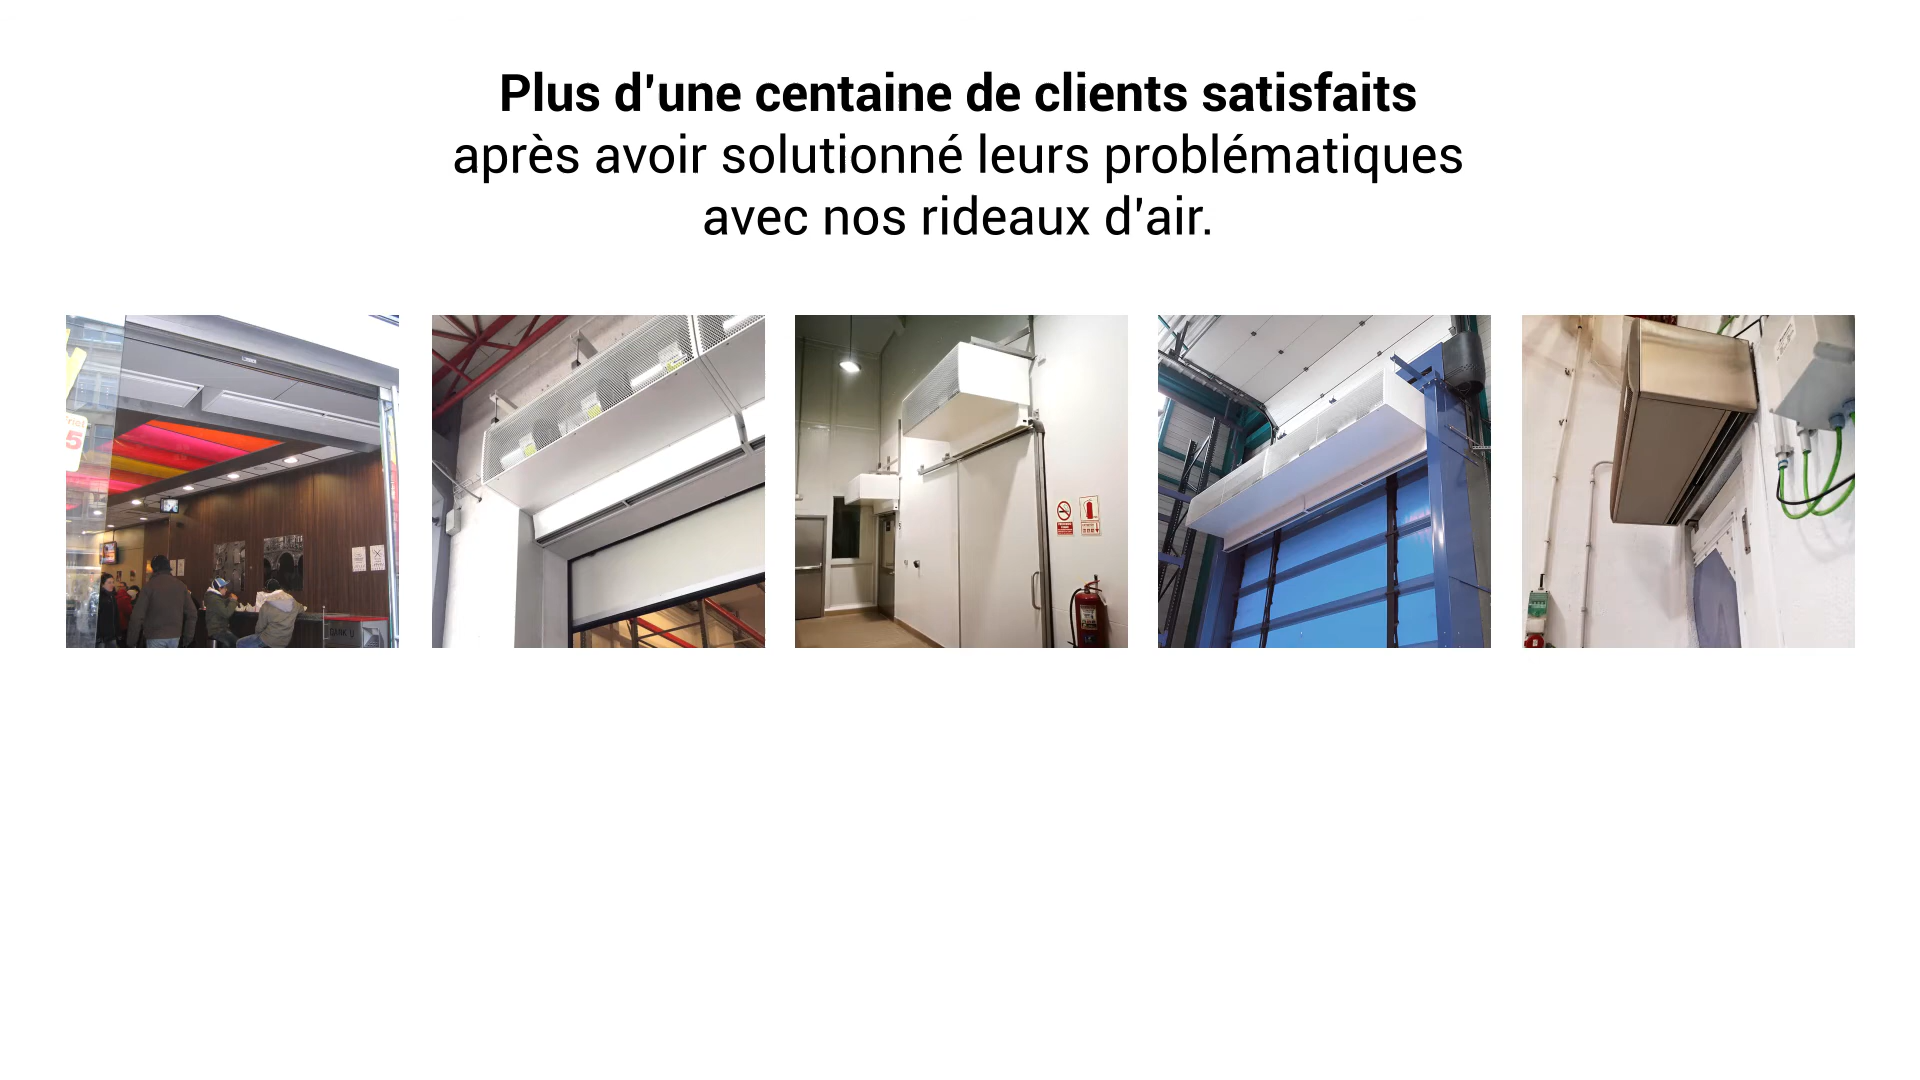 Plus d'une centaine de clients satisfaits
après avoir solutionné leurs problématiques
avec nos rideaux d'air.